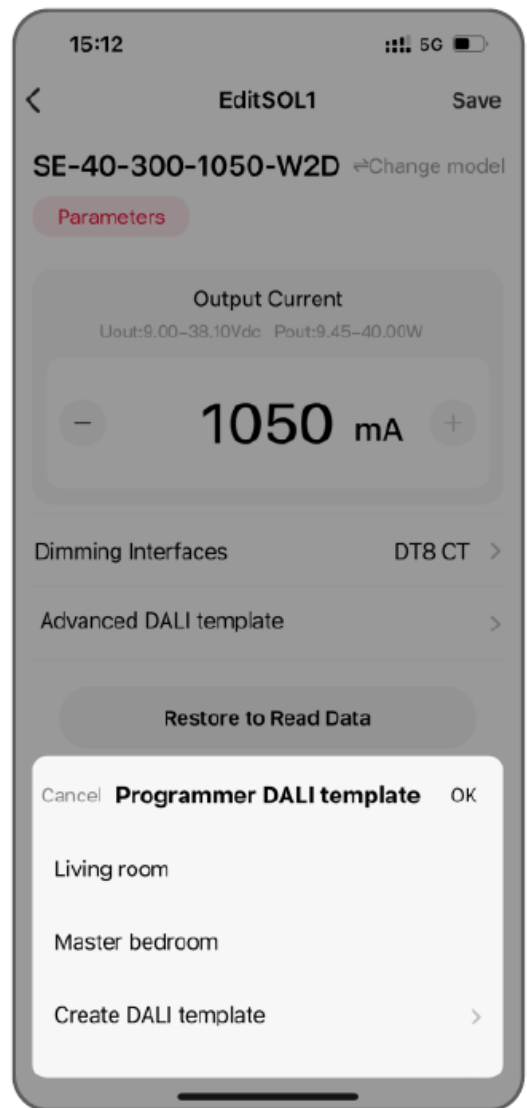 15:12 5G
EditSOL1 Save
SE-40-300-1050-W2D ⇌Change model
Parameters
Output Current
Uout:9.00–38.10Vdc Pout:9.45–40.00W
− 1050 mA +
Dimming Interfaces DT8 CT >
Advanced DALI template >
Restore to Read Data
Cancel Programmer DALI template OK
Living room
Master bedroom
Create DALI template >